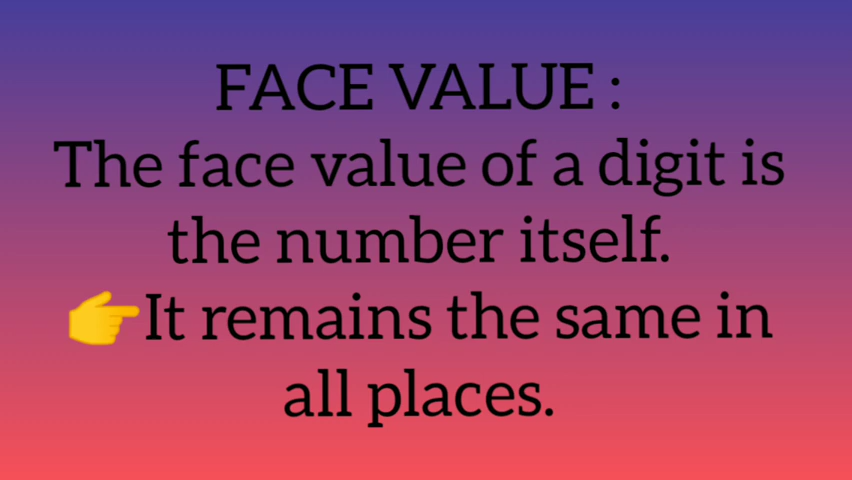 FACE VALUE :
The face value of a digit is
the number itself.
👉It remains the same in
all places.